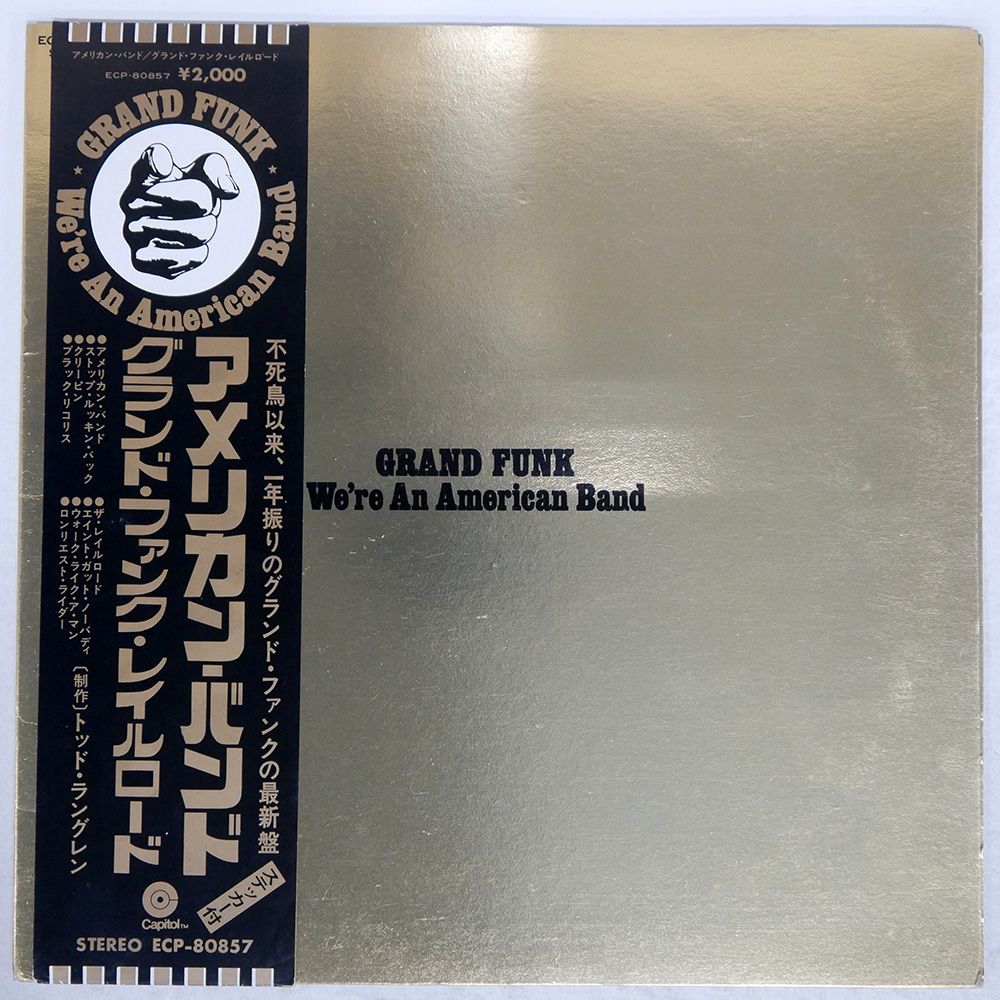 アメリカン・バンド/グランド・ファンク・レイルロード
ECP-80857 ¥2,000
GRAND FUNK
We're An American Band
不死鳥以来、一年振りのグランド・ファンクの最新盤
アメリカン・バンド
グランド・ファンク・レイルロード
●アメリカン・バンド
●ストップ・ルッキン・バック
●クリーピン
●ブラック・リコリス
●ザ・レイルロード
●エイント・ガット・ノーバディ
●ウォーク・ライク・ア・マン
●ロンリエスト・ライダー
〔制作〕トッド・ラングレン
ステッカー付
Capitol™
STEREO ECP-80857
GRAND FUNK
We're An American Band